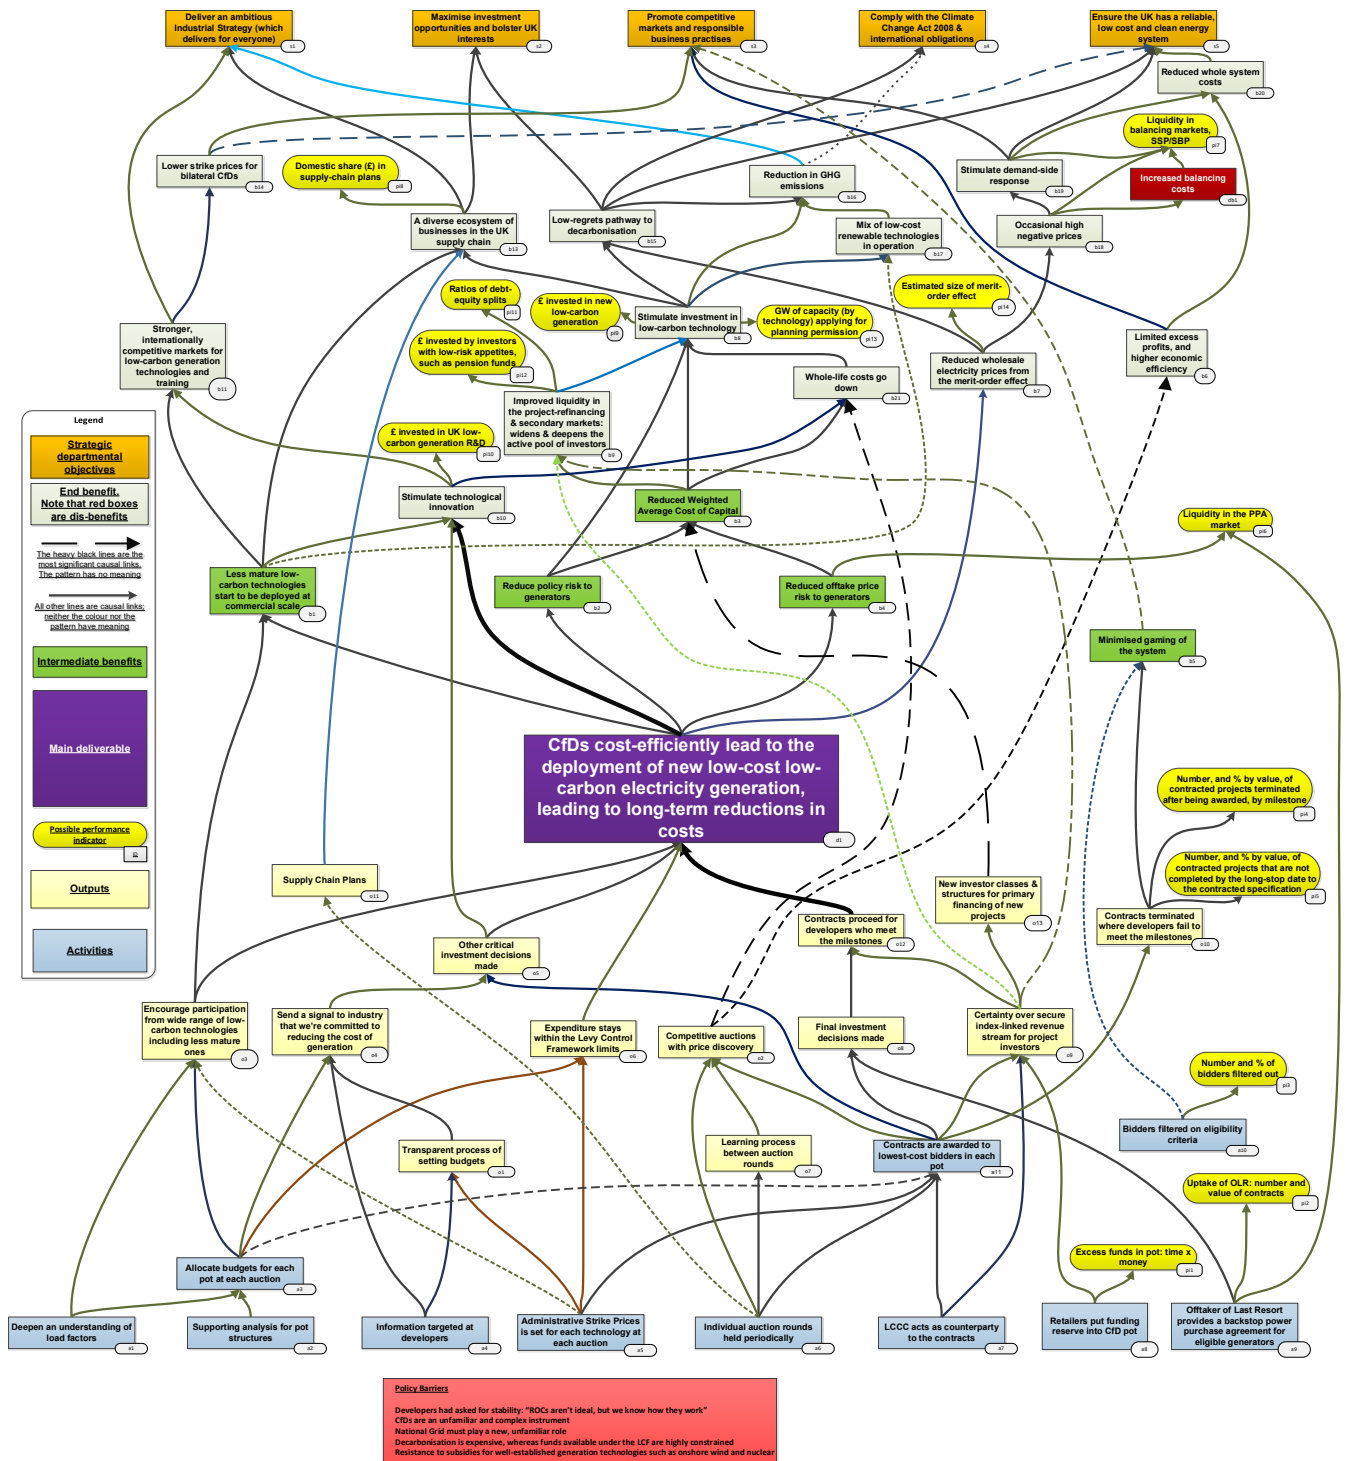 Deliver an ambitious
Industrial Strategy (which
delivers for everyone)
s1
Maximise investment
opportunities and bolster UK
interests
s2
Promote competitive
markets and responsible
business practises
s3
Comply with the Climate
Change Act 2008 &
international obligations
s4
Ensure the UK has a reliable,
low cost and clean energy
system
s5
Reduced whole system
costs
b20
Liquidity in
balancing markets,
SSP/SBP
pi7
Lower strike prices for
bilateral CfDs
b14
Domestic share (£) in
supply-chain plans
pi8
Reduction in GHG
emissions
b16
Stimulate demand-side
response
b19
Increased balancing
costs
db1
A diverse ecosystem of
businesses in the UK
supply chain
b13
Low-regrets pathway to
decarbonisation
b15
Mix of low-cost
renewable technologies
in operation
b17
Occasional high
negative prices
b18
Ratios of debt-
equity splits
pi11
£ invested in new
low-carbon
generation
pi9
Stimulate investment in
low-carbon technology
b8
GW of capacity (by
technology) applying for
planning permission
pi13
Estimated size of merit-
order effect
pi14
Stronger,
internationally
competitive markets for
low-carbon generation
technologies and
training
b11
£ invested by investors
with low-risk appetites,
such as pension funds
pi12
Whole-life costs go
down
b21
Reduced wholesale
electricity prices from
the merit-order effect
b7
Limited excess
profits, and
higher economic
efficiency
b6
Improved liquidity in
the project-refinancing
& secondary markets:
widens & deepens the
active pool of investors
b9
£ invested in UK low-
carbon generation R&D
pi10
Stimulate technological
innovation
b10
Reduced Weighted
Average Cost of Capital
b3
Liquidity in the PPA
market
pi6
Legend
Strategic
departmental
objectives
End benefit.
Note that red boxes
are dis-benefits
The heavy black lines are the
most significant causal links.
The pattern has no meaning
All other lines are causal links;
neither the colour nor the
pattern have meaning
Intermediate benefits
Main deliverable
Possible performance
indicator
Outputs
Activities
Less mature low-
carbon technologies
start to be deployed at
commercial scale
b1
Reduce policy risk to
generators
b2
Reduced offtake price
risk to generators
b4
Minimised gaming of
the system
b5
CfDs cost-efficiently lead to the
deployment of new low-cost low-
carbon electricity generation,
leading to long-term reductions in
costs
d1
Number, and % by value, of
contracted projects terminated
after being awarded, by milestone
pi4
Number, and % by value, of
contracted projects that are not
completed by the long-stop date to
the contracted specification
pi5
Supply Chain Plans
o11
New investor classes &
structures for primary
financing of new
projects
o13
Contracts proceed for
developers who meet
the milestones
o12
Contracts terminated
where developers fail to
meet the milestones
o10
Other critical
investment decisions
made
o5
Encourage participation
from wide range of low-
carbon technologies
including less mature
ones
o3
Send a signal to industry
that we're committed to
reducing the cost of
generation
o4
Expenditure stays
within the Levy Control
Framework limits
o6
Competitive auctions
with price discovery
o2
Final investment
decisions made
o8
Certainty over secure
index-linked revenue
stream for project
investors
o9
Number and % of
bidders filtered out
pi3
Bidders filtered on eligibility
criteria
a10
Transparent process of
setting budgets
o1
Learning process
between auction
rounds
o7
Contracts are awarded to
lowest-cost bidders in each
pot
a11
Uptake of OLR: number and
value of contracts
pi2
Allocate budgets for each
pot at each auction
a3
Excess funds in pot: time x
money
pi1
Deepen an understanding of
load factors
a1
Supporting analysis for pot
structures
a2
Information targeted at
developers
a4
Administrative Strike Prices
is set for each technology at
each auction
a5
Individual auction rounds
held periodically
a6
LCCC acts as counterparty
to the contracts
a7
Retailers put funding
reserve into CfD pot
a8
Offtaker of Last Resort
provides a backstop power
purchase agreement for
eligible generators
a9
Policy Barriers
Developers had asked for stability: "ROCs aren't ideal, but we know how they work"
CfDs are an unfamiliar and complex instrument
National Grid must play a new, unfamiliar role
Decarbonisation is expensive, whereas funds available under the LCF are highly constrained
Resistance to subsidies for well-established generation technologies such as onshore wind and nuclear